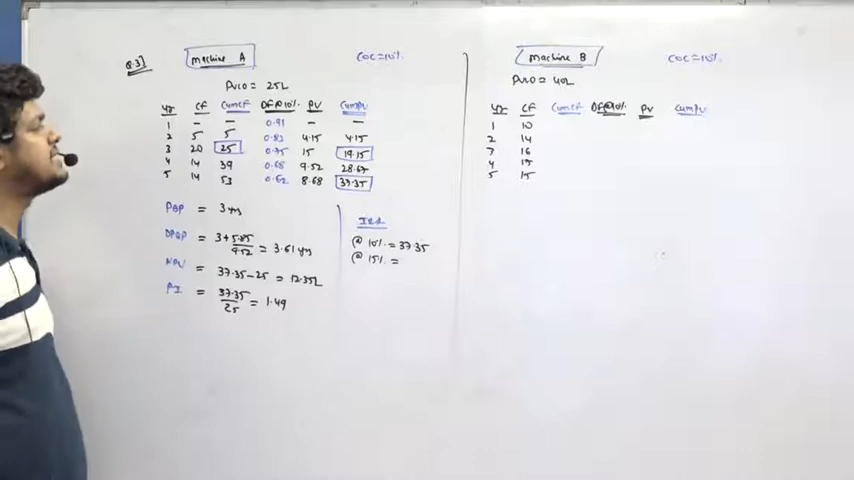 Q.3]
Machine A
COC=10%
PVCO = 25L
yr CF CumCF DF@10% PV CumPV
1 - - 0.91 - -
2 5 5 0.83 4.15 4.15
3 20 25 0.75 15 19.15
4 14 39 0.68 9.52 28.67
5 14 53 0.62 8.68 37.35
PBP = 3 yrs
DPBP = 3 + 5.85/9.52 = 3.61 yrs
NPV = 37.35 - 25 = 12.35L
PI = 37.35/25 = 1.49
IRR
@ 10% = 37.35
@ 15% =
Machine B
COC=10%
PVCO = 40L
yr CF CumCF DF@10% PV CumPV
1 10
2 14
3 16
4
5 15